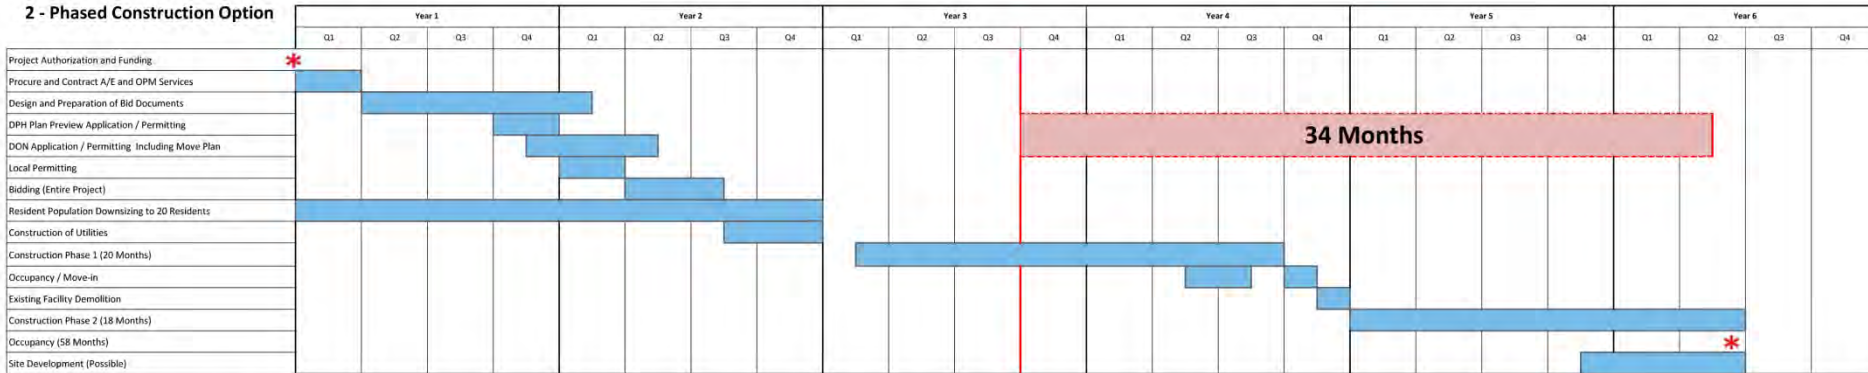 2 - Phased Construction Option
Year 1 Year 2 Year 3 Year 4 Year 5 Year 6
Q1 Q2 Q3 Q4 Q1 Q2 Q3 Q4 Q1 Q2 Q3 Q4 Q1 Q2 Q3 Q4 Q1 Q2 Q3 Q4 Q1 Q2 Q3 Q4
Project Authorization and Funding *
Procure and Contract A/E and OPM Services
Design and Preparation of Bid Documents
DPH Plan Preview Application / Permitting
34 Months
DON Application / Permitting Including Move Plan
Local Permitting
Bidding (Entire Project)
Resident Population Downsizing to 20 Residents
Construction of Utilities
Construction Phase 1 (20 Months)
Occupancy / Move-in
Existing Facility Demolition
Construction Phase 2 (18 Months)
Occupancy (58 Months) *
Site Development (Possible)